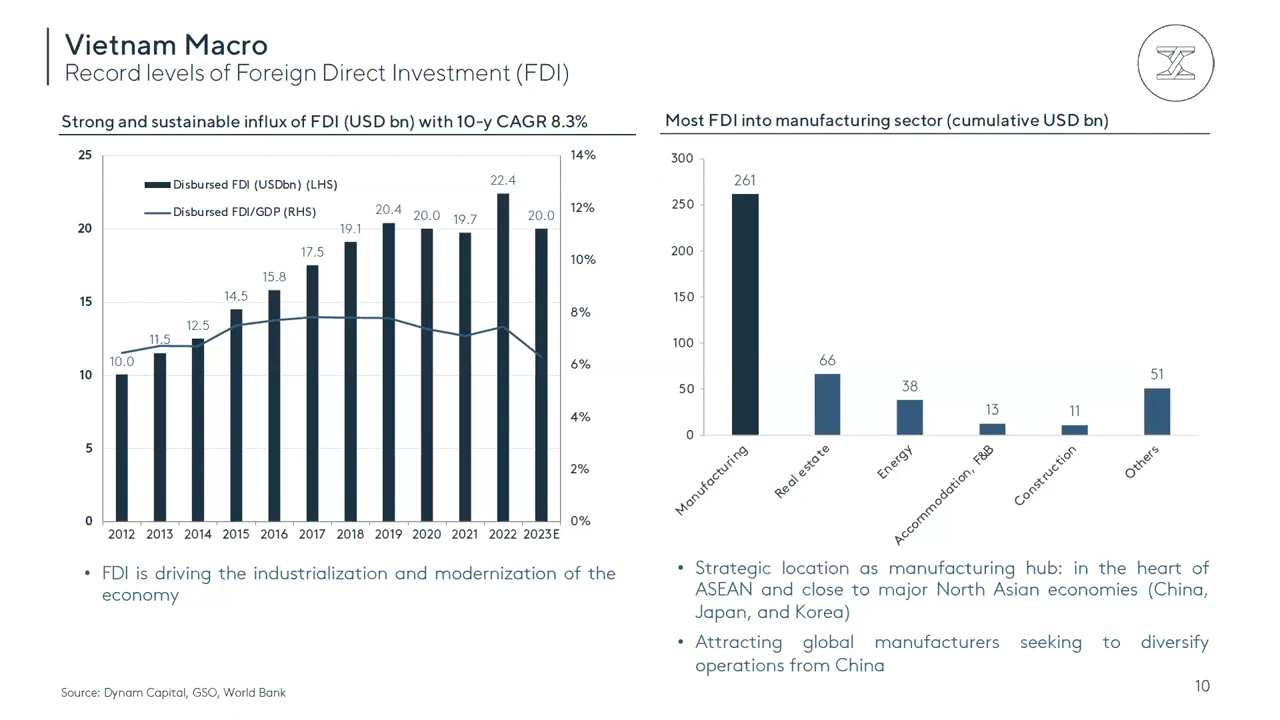 Vietnam Macro
Record levels of Foreign Direct Investment (FDI)
Strong and sustainable influx of FDI (USD bn) with 10-y CAGR 8.3%
25
20
15
10
5
0
14%
12%
10%
8%
6%
4%
2%
0%
Disbursed FDI (USDbn) (LHS)
Disbursed FDI/GDP (RHS)
10.0
11.5
12.5
14.5
15.8
17.5
19.1
20.4
20.0
19.7
22.4
20.0
2012 2013 2014 2015 2016 2017 2018 2019 2020 2021 2022 2023E
• FDI is driving the industrialization and modernization of the
economy
Most FDI into manufacturing sector (cumulative USD bn)
300
250
200
150
100
50
0
261
66
38
13
11
51
Manufacturing
Real estate
Energy
Accommodation, F&B
Construction
Others
• Strategic location as manufacturing hub: in the heart of
ASEAN and close to major North Asian economies (China,
Japan, and Korea)
• Attracting global manufacturers seeking to diversify
operations from China
Source: Dynam Capital, GSO, World Bank
10